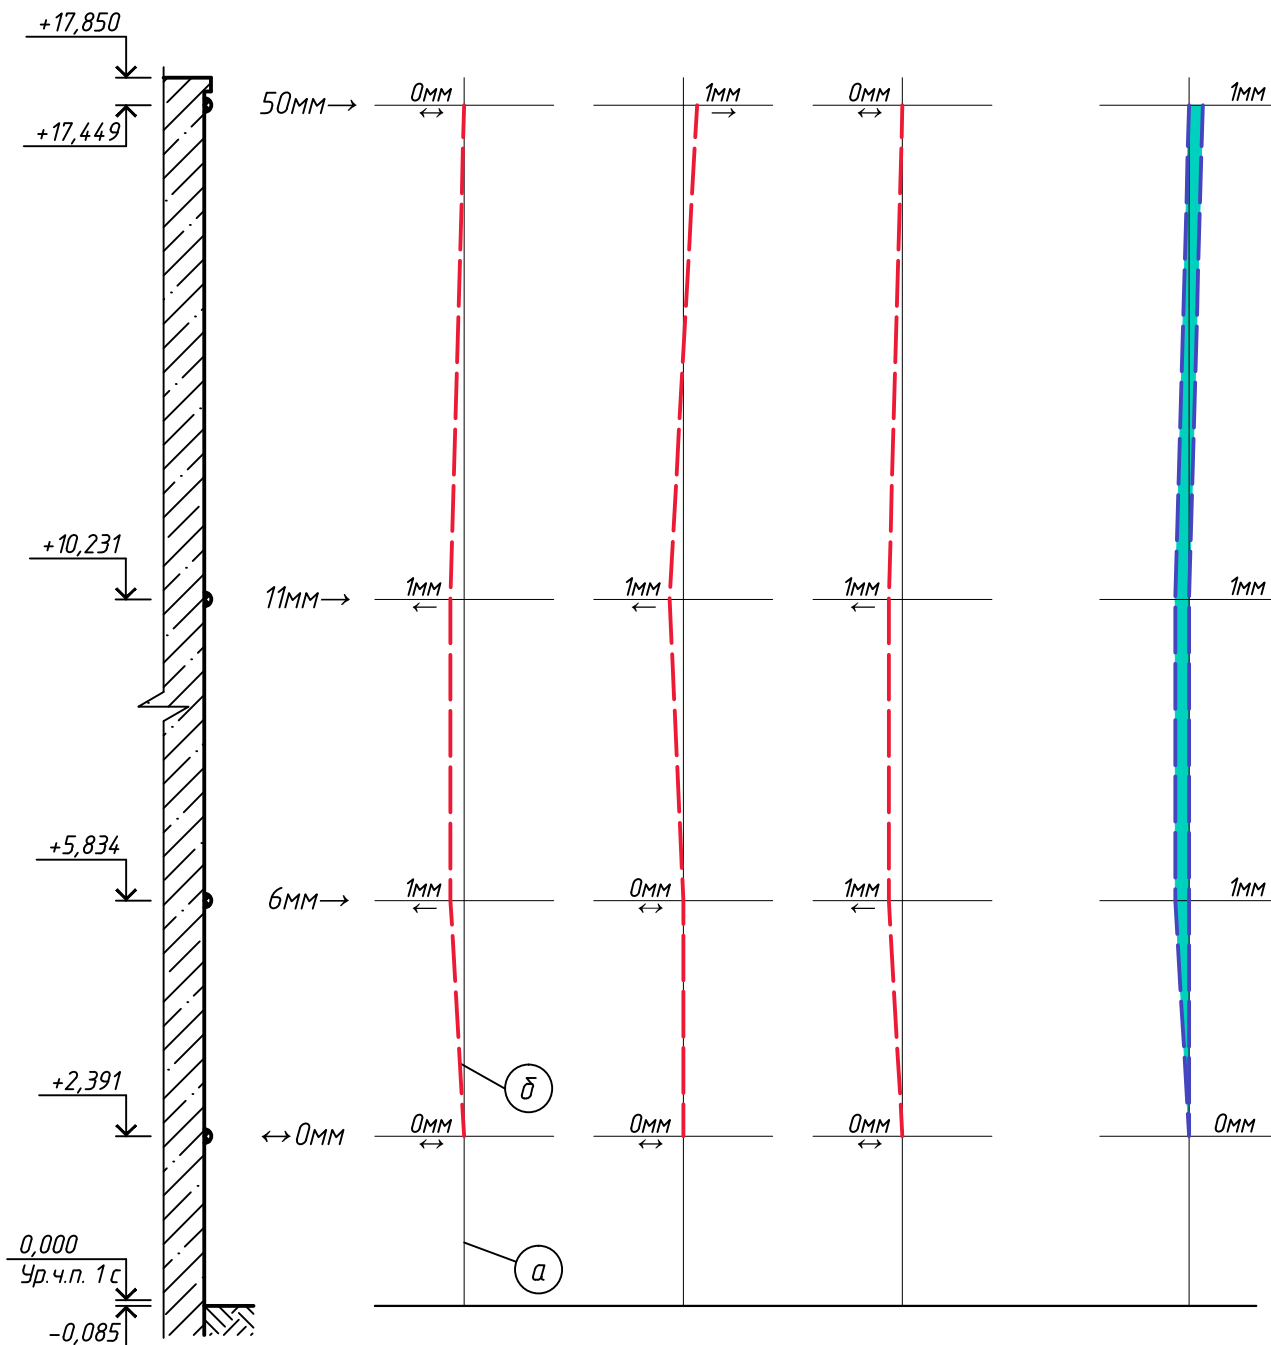 +17,850
50мм→ 0мм 1мм 0мм 1мм
↔ → ↔
+17,449
+10,231
11мм→ 1мм 1мм 1мм 1мм
← ← ←
+5,834
6мм→ 1мм 0мм 1мм 1мм
← ↔ ←
б
+2,391
↔0мм 0мм 0мм 0мм 0мм
↔ ↔ ↔
0,000
Ур.ч.п. 1с
а
-0,085